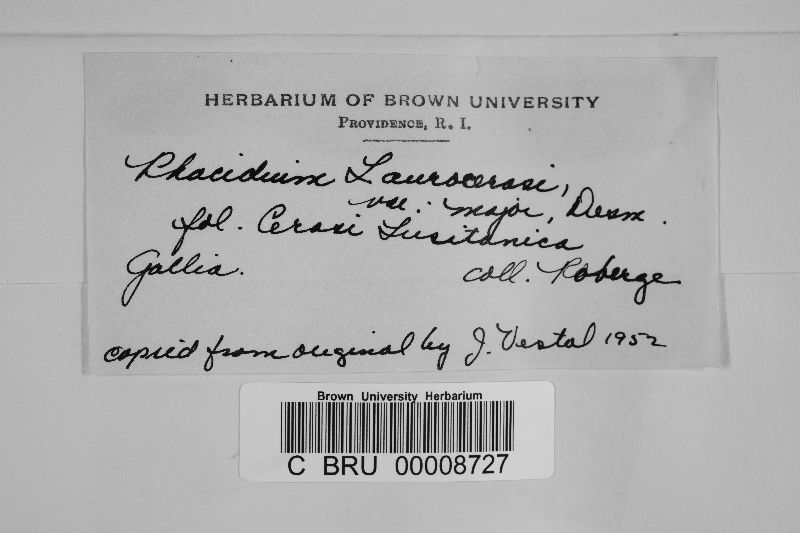 HERBARIUM OF BROWN UNIVERSITY
PROVIDENCE, R. I.
Phacidium Laurocerasi,
var. major, Desm.
fol. Cerasi Lusitanica
Gallia. coll. Roberge
copied from original by J. Vestal 1952
Brown University Herbarium
C BRU 00008727